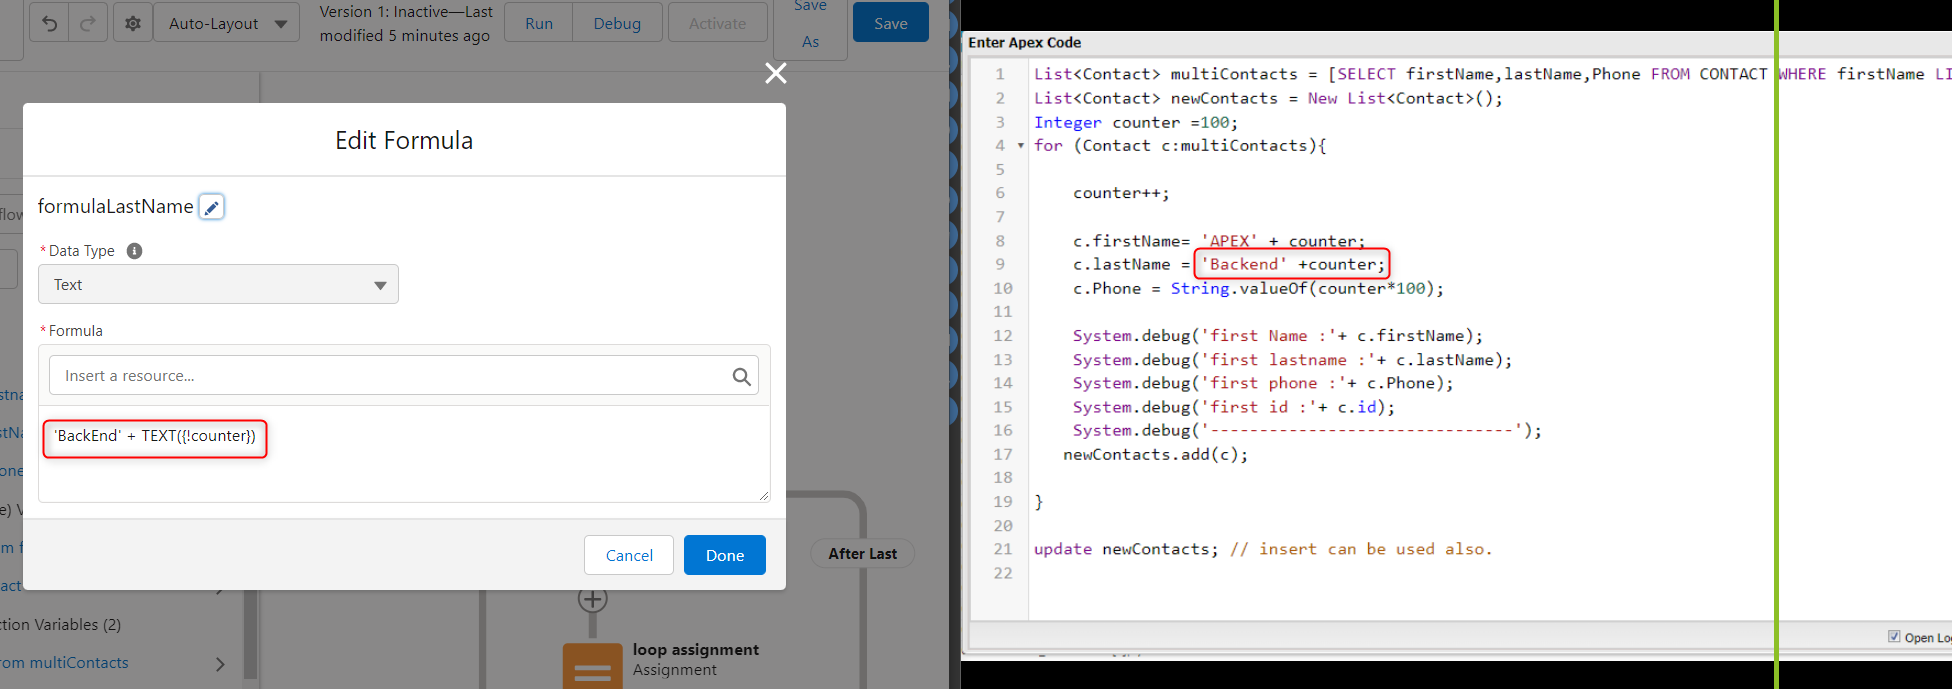 Auto-Layout
Version 1: Inactive—Last
modified 5 minutes ago
Run
Debug
Activate
Save
As
Save
Edit Formula
formulaLastName
*Data Type
Text
*Formula
Insert a resource...
'BackEnd' + TEXT({!counter})
Cancel
Done
flow
one
e) V
m f
act
ction Variables (2)
rom multiContacts
After Last
loop assignment
Assignment
Enter Apex Code
1 List<Contact> multiContacts = [SELECT firstName,lastName,Phone FROM CONTACT WHERE firstName LI
2 List<Contact> newContacts = New List<Contact>();
3 Integer counter =100;
4 for (Contact c:multiContacts){
5
6 counter++;
7
8 c.firstName= 'APEX' + counter;
9 c.lastName = 'Backend' +counter;
10 c.Phone = String.valueOf(counter*100);
11
12 System.debug('first Name :'+ c.firstName);
13 System.debug('first lastname :'+ c.lastName);
14 System.debug('first phone :'+ c.Phone);
15 System.debug('first id :'+ c.id);
16 System.debug('-------------------------------');
17 newContacts.add(c);
18
19 }
20
21 update newContacts; // insert can be used also.
22
Open Lo